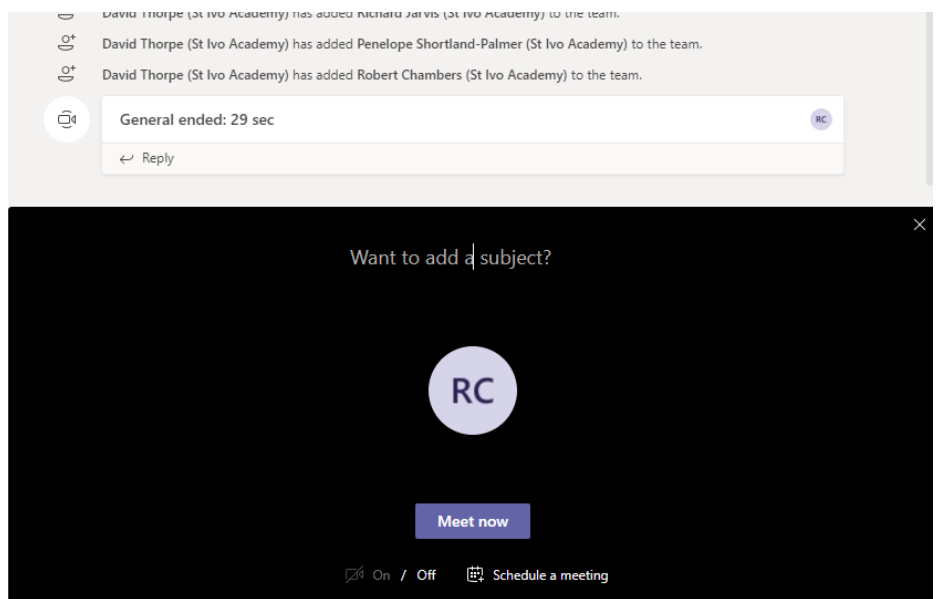 David Thorpe (St Ivo Academy) has added Richard Jarvis (St Ivo Academy) to the team.
David Thorpe (St Ivo Academy) has added Penelope Shortland-Palmer (St Ivo Academy) to the team.
David Thorpe (St Ivo Academy) has added Robert Chambers (St Ivo Academy) to the team.
General ended: 29 sec
RC
Reply
Want to add a subject?
RC
Meet now
On / Off Schedule a meeting